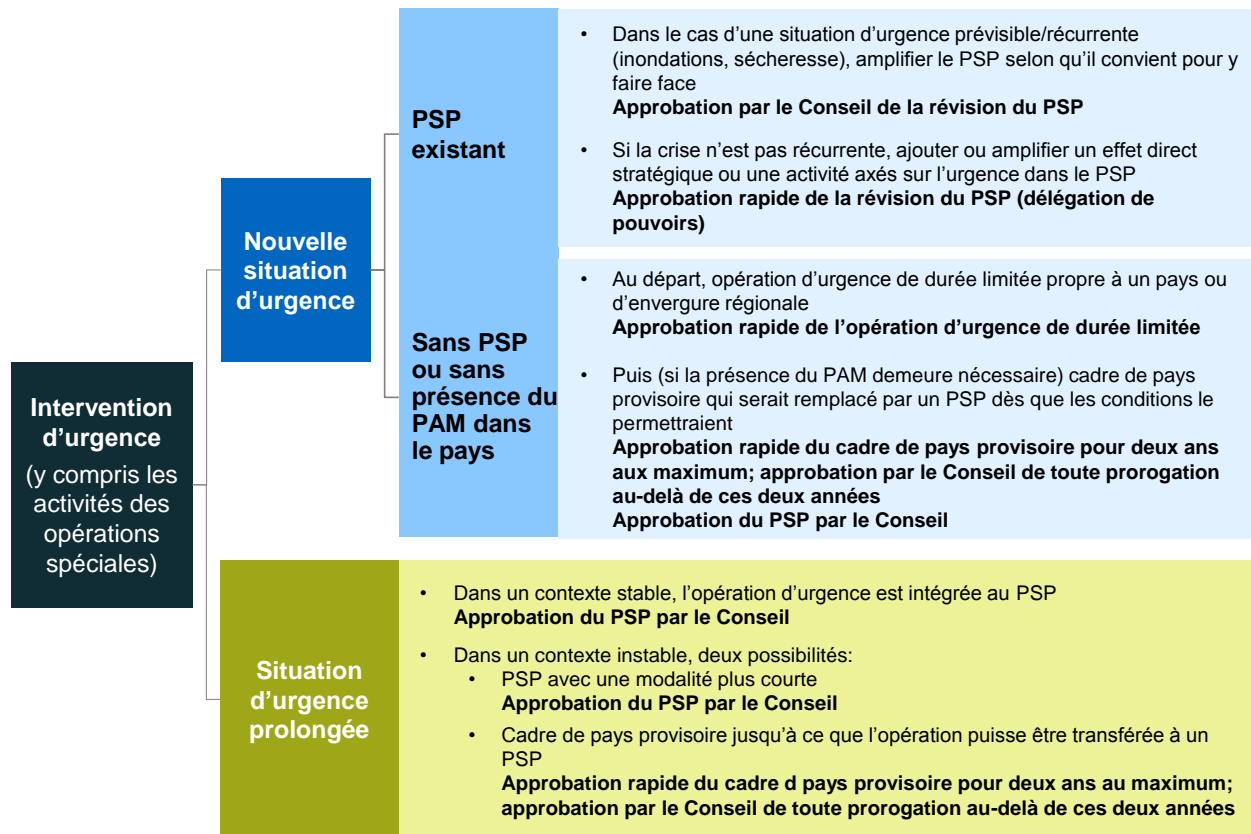 Intervention
d'urgence
(y compris les
activités des
opérations
spéciales)
Nouvelle
situation
d'urgence
PSP
existant
• Dans le cas d'une situation d'urgence prévisible/récurrente
(inondations, sécheresse), amplifier le PSP selon qu'il convient pour y
faire face
Approbation par le Conseil de la révision du PSP
• Si la crise n'est pas récurrente, ajouter ou amplifier un effet direct
stratégique ou une activité axés sur l'urgence dans le PSP
Approbation rapide de la révision du PSP (délégation de
pouvoirs)
Sans PSP
ou sans
présence du
PAM dans
le pays
• Au départ, opération d'urgence de durée limitée propre à un pays ou
d'envergure régionale
Approbation rapide de l'opération d'urgence de durée limitée
• Puis (si la présence du PAM demeure nécessaire) cadre de pays
provisoire qui serait remplacé par un PSP dès que les conditions le
permettraient
Approbation rapide du cadre de pays provisoire pour deux ans
aux maximum; approbation par le Conseil de toute prorogation
au-delà de ces deux années
Approbation du PSP par le Conseil
Situation
d'urgence
prolongée
• Dans un contexte stable, l'opération d'urgence est intégrée au PSP
Approbation du PSP par le Conseil
• Dans un contexte instable, deux possibilités:
• PSP avec une modalité plus courte
Approbation du PSP par le Conseil
• Cadre de pays provisoire jusqu'à ce que l'opération puisse être transférée à un
PSP
Approbation rapide du cadre d pays provisoire pour deux ans au maximum;
approbation par le Conseil de toute prorogation au-delà de ces deux années